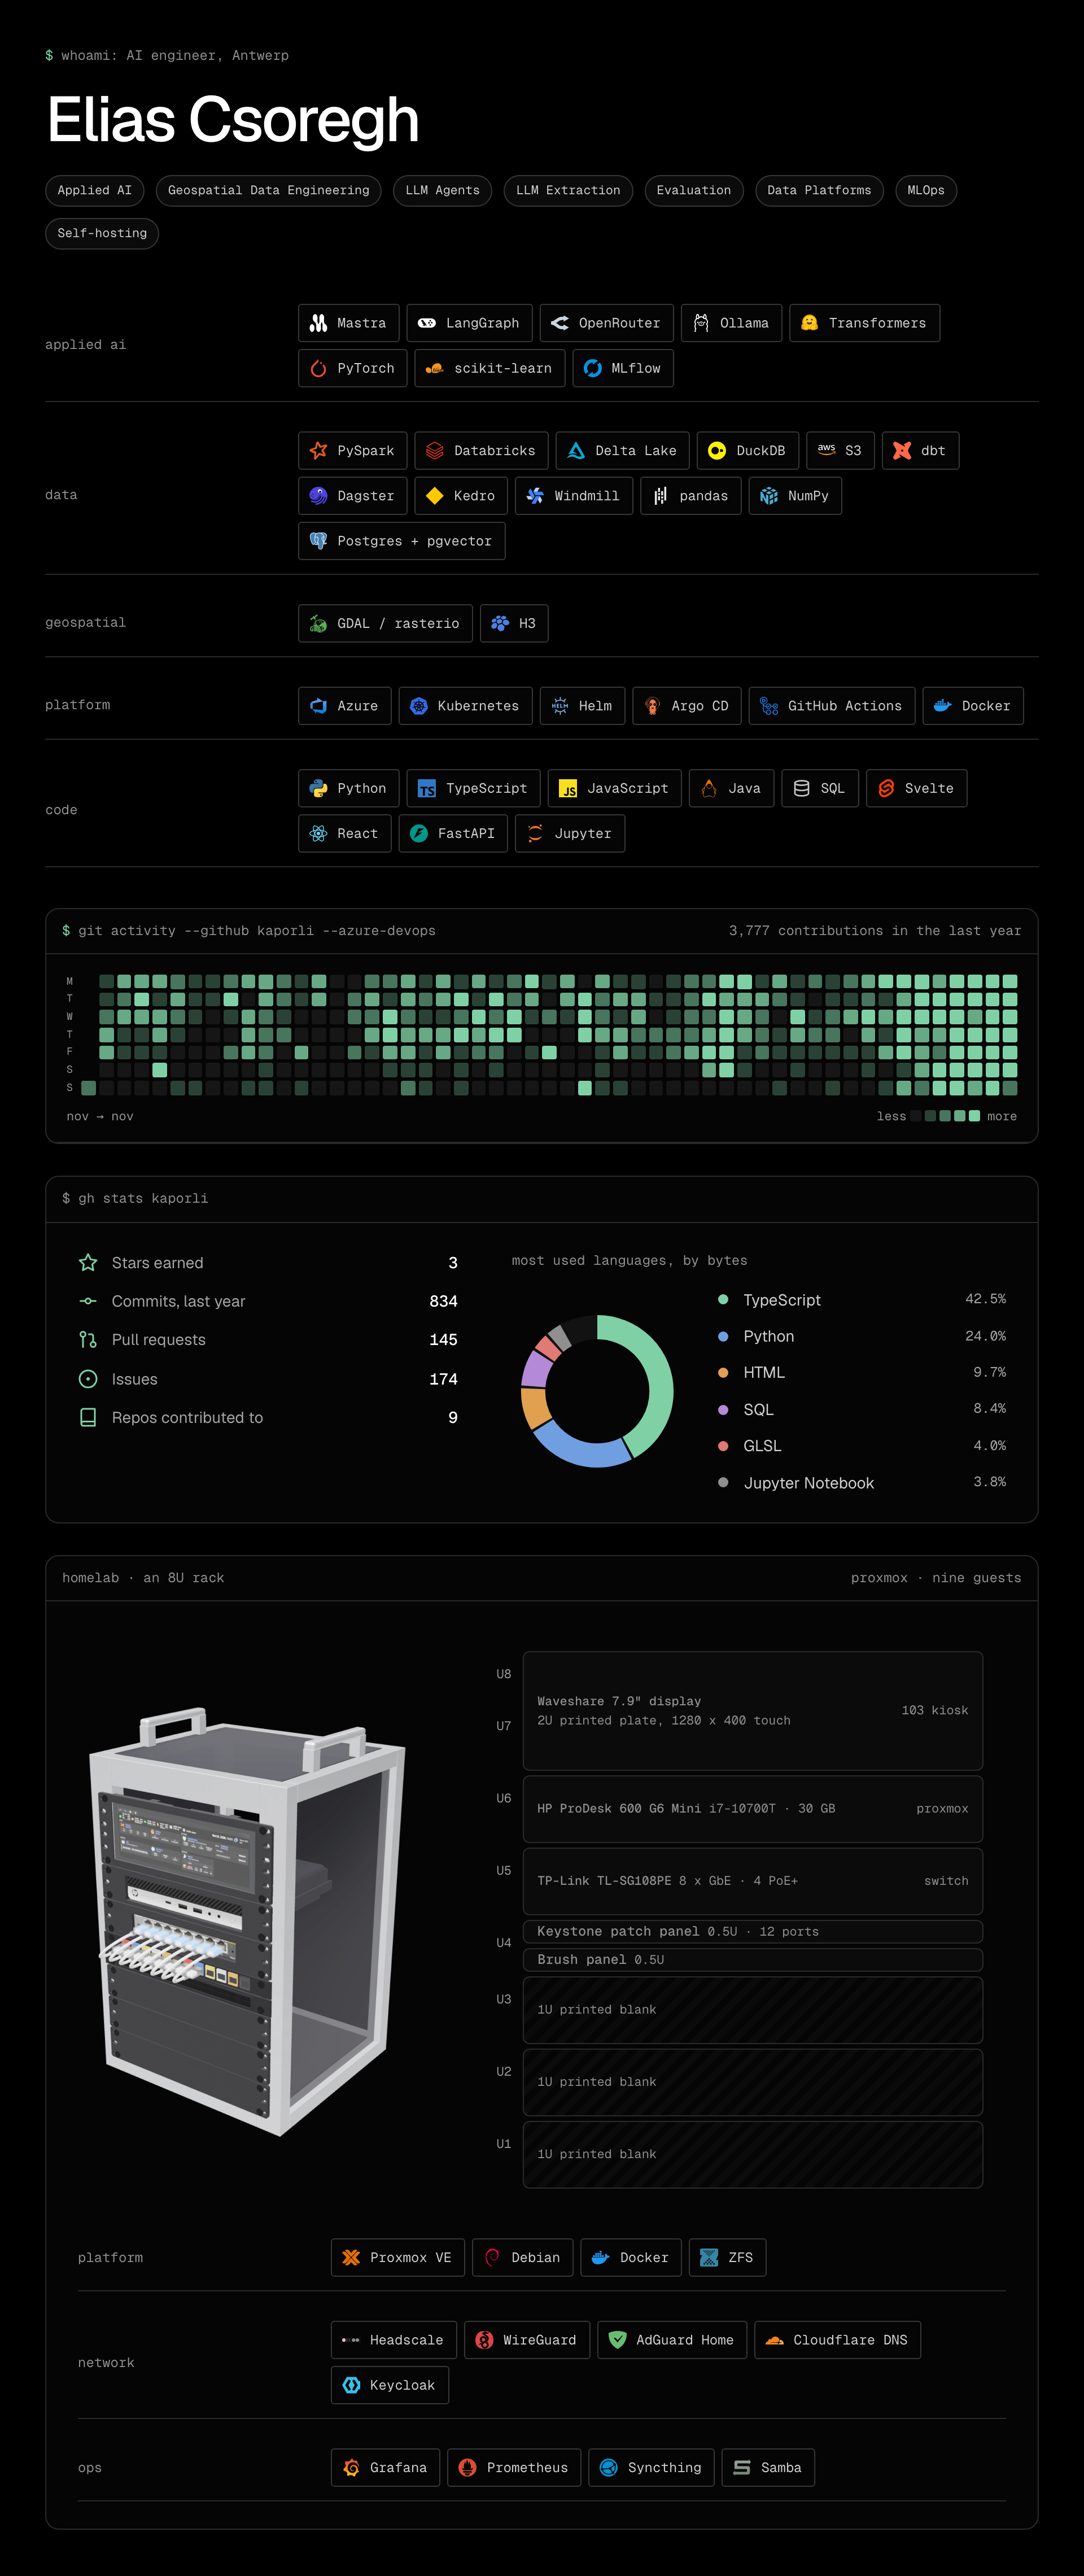 $ whoami: AI engineer, Antwerp
Elias Csoregh
Applied AI Geospatial Data Engineering LLM Agents LLM Extraction Evaluation Data Platforms MLOps
Self-hosting
applied ai
Mastra LangGraph OpenRouter Ollama Transformers
PyTorch scikit-learn MLflow
data
PySpark Databricks Delta Lake DuckDB aws S3 dbt
Dagster Kedro Windmill pandas NumPy
Postgres + pgvector
geospatial
GDAL / rasterio H3
platform
Azure Kubernetes HELM Helm Argo CD GitHub Actions Docker
code
Python TS TypeScript JS JavaScript Java SQL Svelte
React FastAPI Jupyter
$ git activity --github kaporli --azure-devops 3,777 contributions in the last year
M
T
W
T
F
S
S
nov → nov less more
$ gh stats kaporli
Stars earned 3
Commits, last year 834
Pull requests 145
Issues 174
Repos contributed to 9
most used languages, by bytes
TypeScript 42.5%
Python 24.0%
HTML 9.7%
SQL 8.4%
GLSL 4.0%
Jupyter Notebook 3.8%
homelab · an 8U rack proxmox · nine guests
U8
Waveshare 7.9" display
2U printed plate, 1280 x 400 touch 103 kiosk
U7
U6 HP ProDesk 600 G6 Mini i7-10700T · 30 GB proxmox
U5 TP-Link TL-SG108PE 8 x GbE · 4 PoE+ switch
U4 Keystone patch panel 0.5U · 12 ports
Brush panel 0.5U
U3 1U printed blank
U2 1U printed blank
U1 1U printed blank
platform
Proxmox VE Debian Docker ZFS
network
Headscale WireGuard AdGuard Home Cloudflare DNS
Keycloak
ops
Grafana Prometheus Syncthing Samba